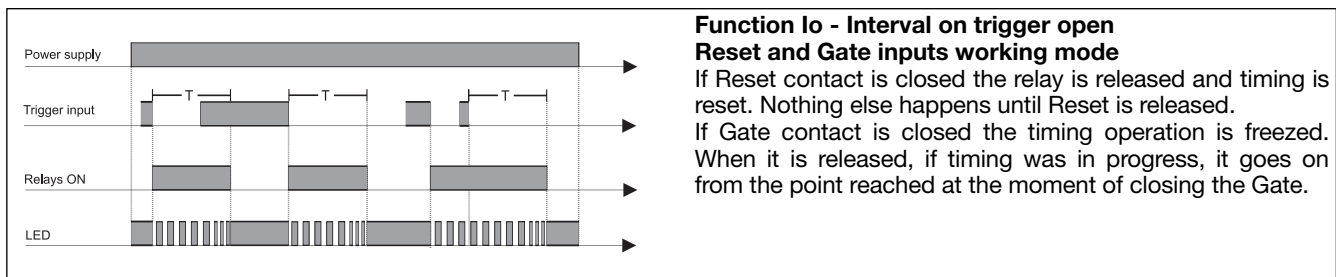 Power supply
Trigger input
T
T
T
Relays ON
LED
Function Io - Interval on trigger open
Reset and Gate inputs working mode
If Reset contact is closed the relay is released and timing is
reset. Nothing else happens until Reset is released.
If Gate contact is closed the timing operation is freezed.
When it is released, if timing was in progress, it goes on
from the point reached at the moment of closing the Gate.